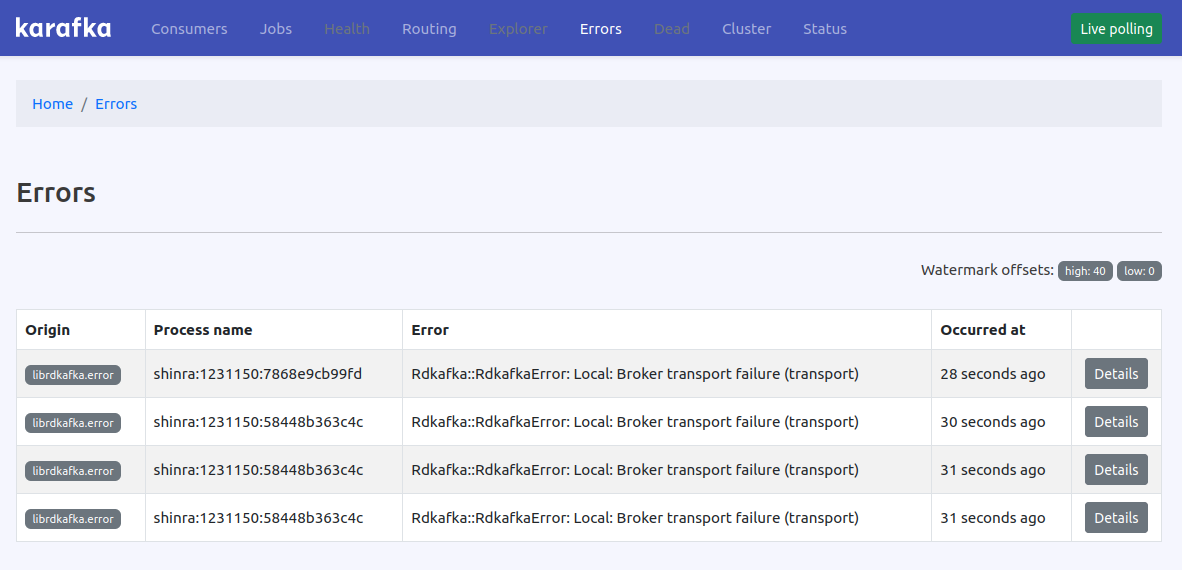 karafka Consumers Jobs Health Routing Explorer Errors Dead Cluster Status Live polling
Home / Errors
Errors
Watermark offsets: high: 40 low: 0
Origin Process name Error Occurred at
librdkafka.error shinra:1231150:7868e9cb99fd Rdkafka::RdkafkaError: Local: Broker transport failure (transport) 28 seconds ago Details
librdkafka.error shinra:1231150:58448b363c4c Rdkafka::RdkafkaError: Local: Broker transport failure (transport) 30 seconds ago Details
librdkafka.error shinra:1231150:58448b363c4c Rdkafka::RdkafkaError: Local: Broker transport failure (transport) 31 seconds ago Details
librdkafka.error shinra:1231150:58448b363c4c Rdkafka::RdkafkaError: Local: Broker transport failure (transport) 31 seconds ago Details